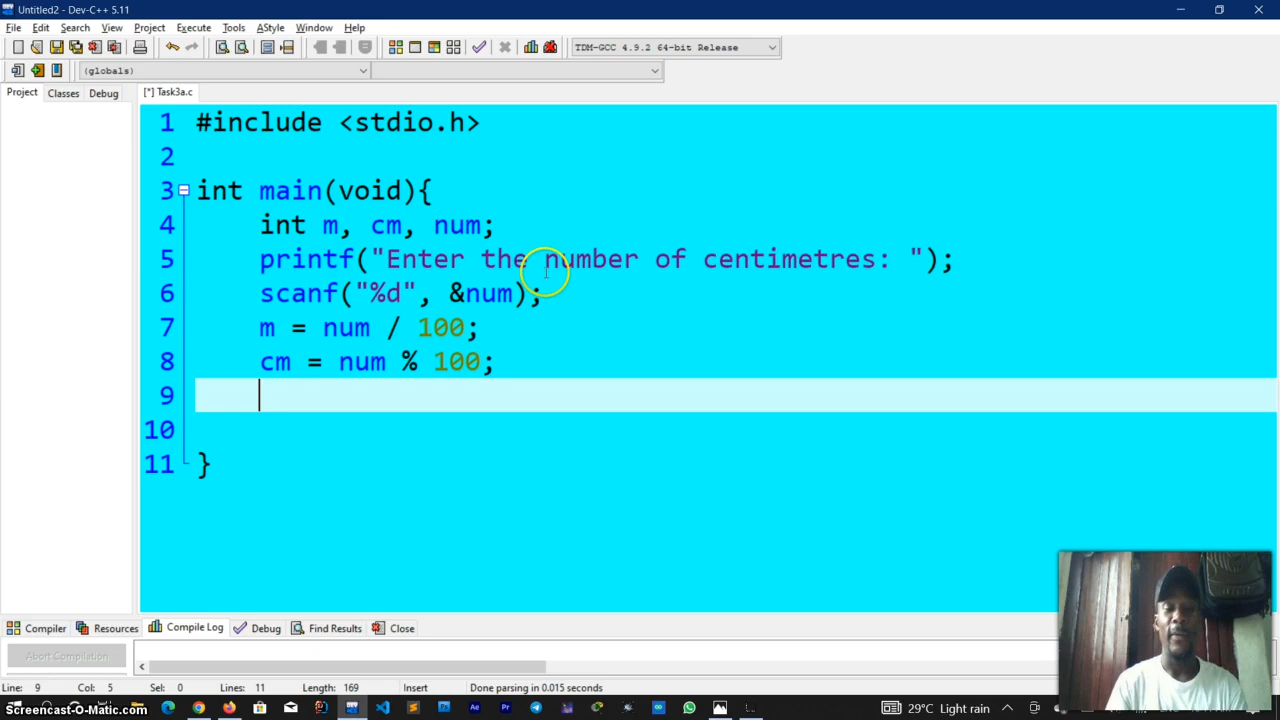 Untitled2 - Dev-C++ 5.11
File Edit Search View Project Execute Tools AStyle Window Help
TDM-GCC 4.9.2 64-bit Release
(globals)
Project Classes Debug [*] Task3a.c
1 #include <stdio.h>
2
3 int main(void){
4 int m, cm, num;
5 printf("Enter the number of centimetres: ");
6 scanf("%d", &num);
7 m = num / 100;
8 cm = num % 100;
9
10
11 }
Compiler Resources Compile Log Debug Find Results Close
Abort Compilation
Line: 9 Col: 5 Sel: 0 Lines: 11 Length: 169 Insert Done parsing in 0.015 seconds
Screencast-O-Matic.com 29°C Light rain